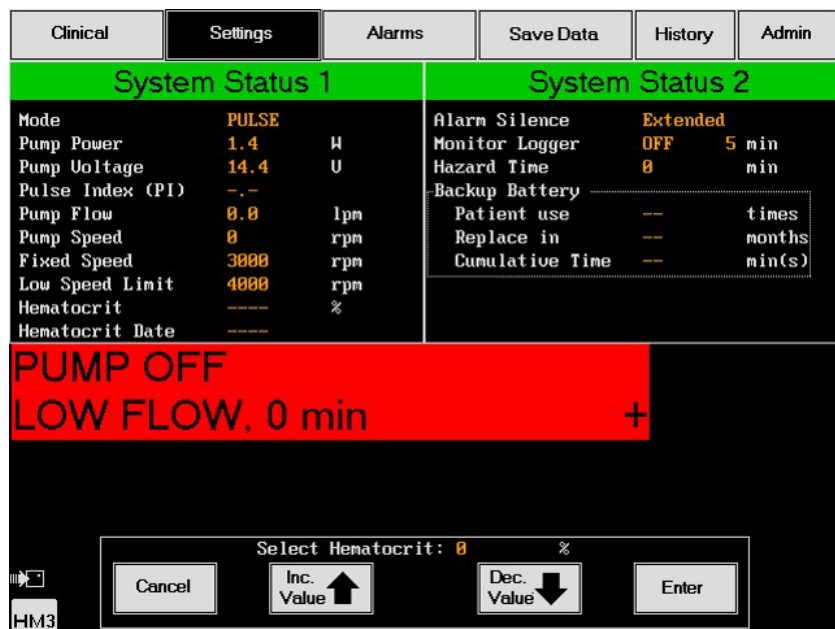 Clinical Settings Alarms Save Data History Admin
System Status 1
Mode PULSE
Pump Power 1.4 W
Pump Voltage 14.4 V
Pulse Index (PI) -.-
Pump Flow 0.0 lpm
Pump Speed 0 rpm
Fixed Speed 3000 rpm
Low Speed Limit 4000 rpm
Hematocrit ---- %
Hematocrit Date ----
System Status 2
Alarm Silence Extended
Monitor Logger OFF 5 min
Hazard Time 0 min
Backup Battery
Patient use -- times
Replace in -- months
Cumulative Time -- min(s)
PUMP OFF
LOW FLOW, 0 min +
Select Hematocrit: 0 %
Cancel
Inc.
Value
Dec.
Value
Enter
HM3